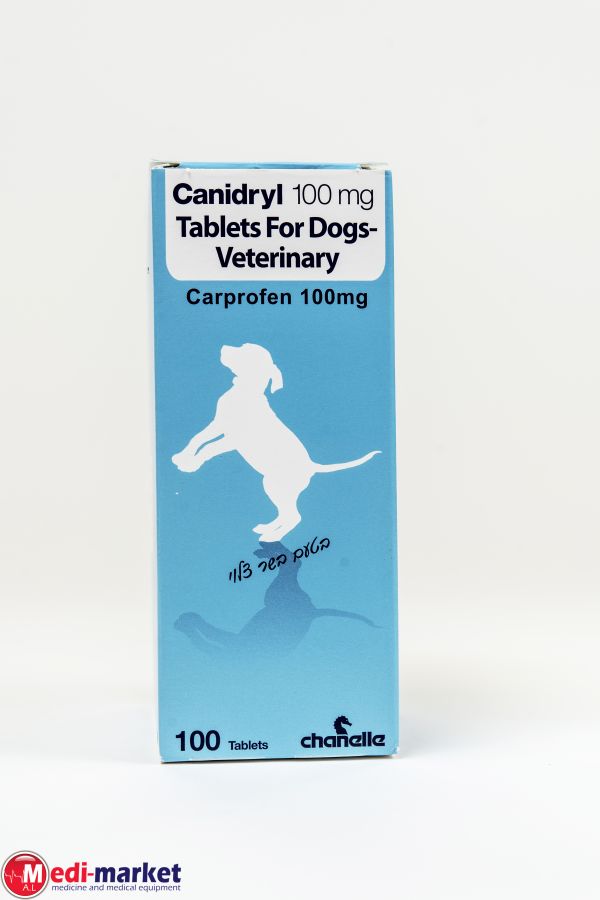 Canidryl 100 mg
Tablets For Dogs-
Veterinary
Carprofen 100mg
בטעם בשר צלוי
100 Tablets
chanelle
Medi-market
A.L
medicine and medical equipment